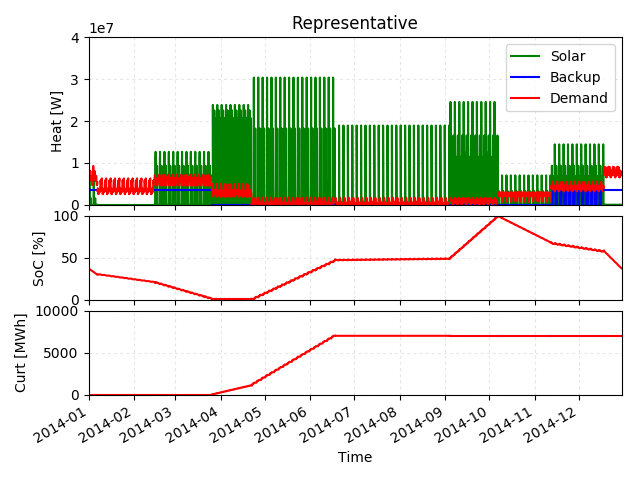 Representative
1e7
4
3
2
1
0
Heat [W]
Solar
Backup
Demand
100
50
0
SoC [%]
10000
5000
0
Curt [MWh]
2014-01
2014-02
2014-03
2014-04
2014-05
2014-06
2014-07
2014-08
2014-09
2014-10
2014-11
2014-12
Time